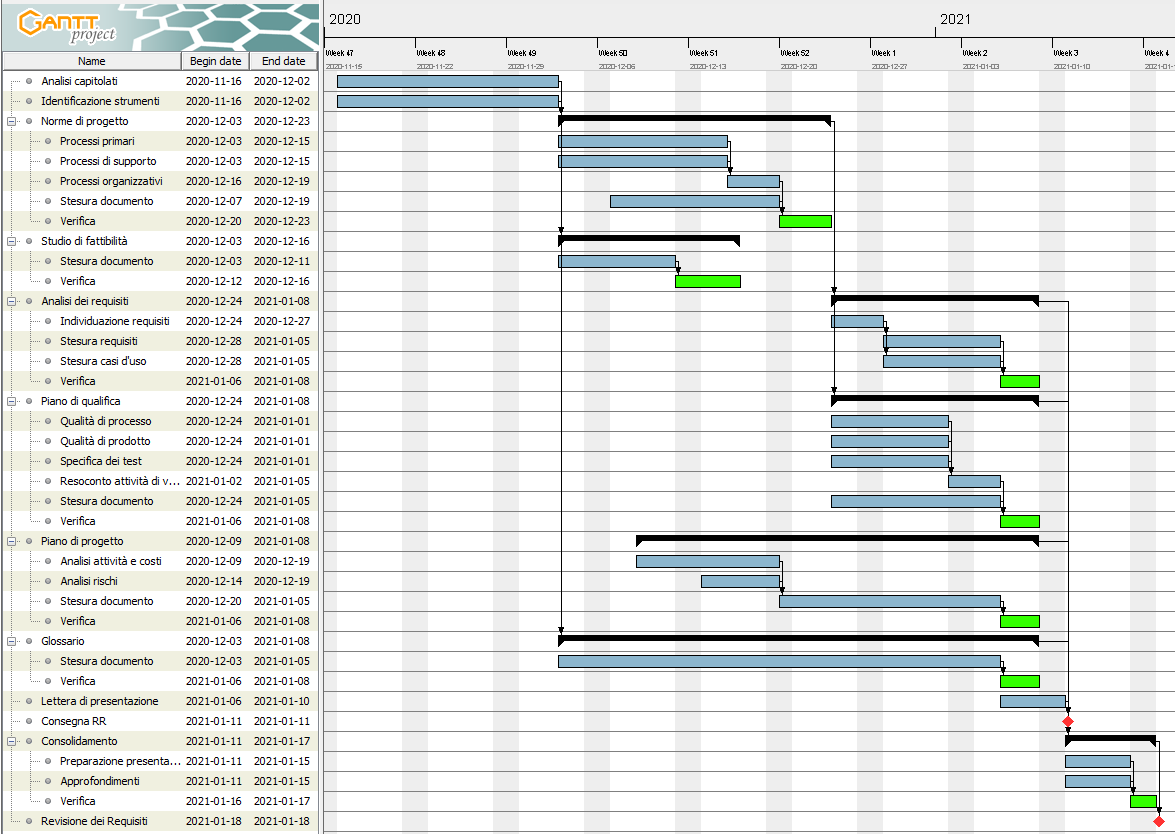 GANTT
project
2020 2021
Week 47 Week 48 Week 49 Week 50 Week 51 Week 52 Week 1 Week 2 Week 3 Week 4
Name Begin date End date
2020-11-15 2020-11-22 2020-11-29 2020-12-06 2020-12-13 2020-12-20 2020-12-27 2021-01-03 2021-01-10 2021-01-1
Analisi capitolati 2020-11-16 2020-12-02
Identificazione strumenti 2020-11-16 2020-12-02
Norme di progetto 2020-12-03 2020-12-23
Processi primari 2020-12-03 2020-12-15
Processi di supporto 2020-12-03 2020-12-15
Processi organizzativi 2020-12-16 2020-12-19
Stesura documento 2020-12-07 2020-12-19
Verifica 2020-12-20 2020-12-23
Studio di fattibilità 2020-12-03 2020-12-16
Stesura documento 2020-12-03 2020-12-11
Verifica 2020-12-12 2020-12-16
Analisi dei requisiti 2020-12-24 2021-01-08
Individuazione requisiti 2020-12-24 2020-12-27
Stesura requisiti 2020-12-28 2021-01-05
Stesura casi d'uso 2020-12-28 2021-01-05
Verifica 2021-01-06 2021-01-08
Piano di qualifica 2020-12-24 2021-01-08
Qualità di processo 2020-12-24 2021-01-01
Qualità di prodotto 2020-12-24 2021-01-01
Specifica dei test 2020-12-24 2021-01-01
Resoconto attività di v... 2021-01-02 2021-01-05
Stesura documento 2020-12-24 2021-01-05
Verifica 2021-01-06 2021-01-08
Piano di progetto 2020-12-09 2021-01-08
Analisi attività e costi 2020-12-09 2020-12-19
Analisi rischi 2020-12-14 2020-12-19
Stesura documento 2020-12-20 2021-01-05
Verifica 2021-01-06 2021-01-08
Glossario 2020-12-03 2021-01-08
Stesura documento 2020-12-03 2021-01-05
Verifica 2021-01-06 2021-01-08
Lettera di presentazione 2021-01-06 2021-01-10
Consegna RR 2021-01-11 2021-01-11
Consolidamento 2021-01-11 2021-01-17
Preparazione presenta... 2021-01-11 2021-01-15
Approfondimenti 2021-01-11 2021-01-15
Verifica 2021-01-16 2021-01-17
Revisione dei Requisiti 2021-01-18 2021-01-18